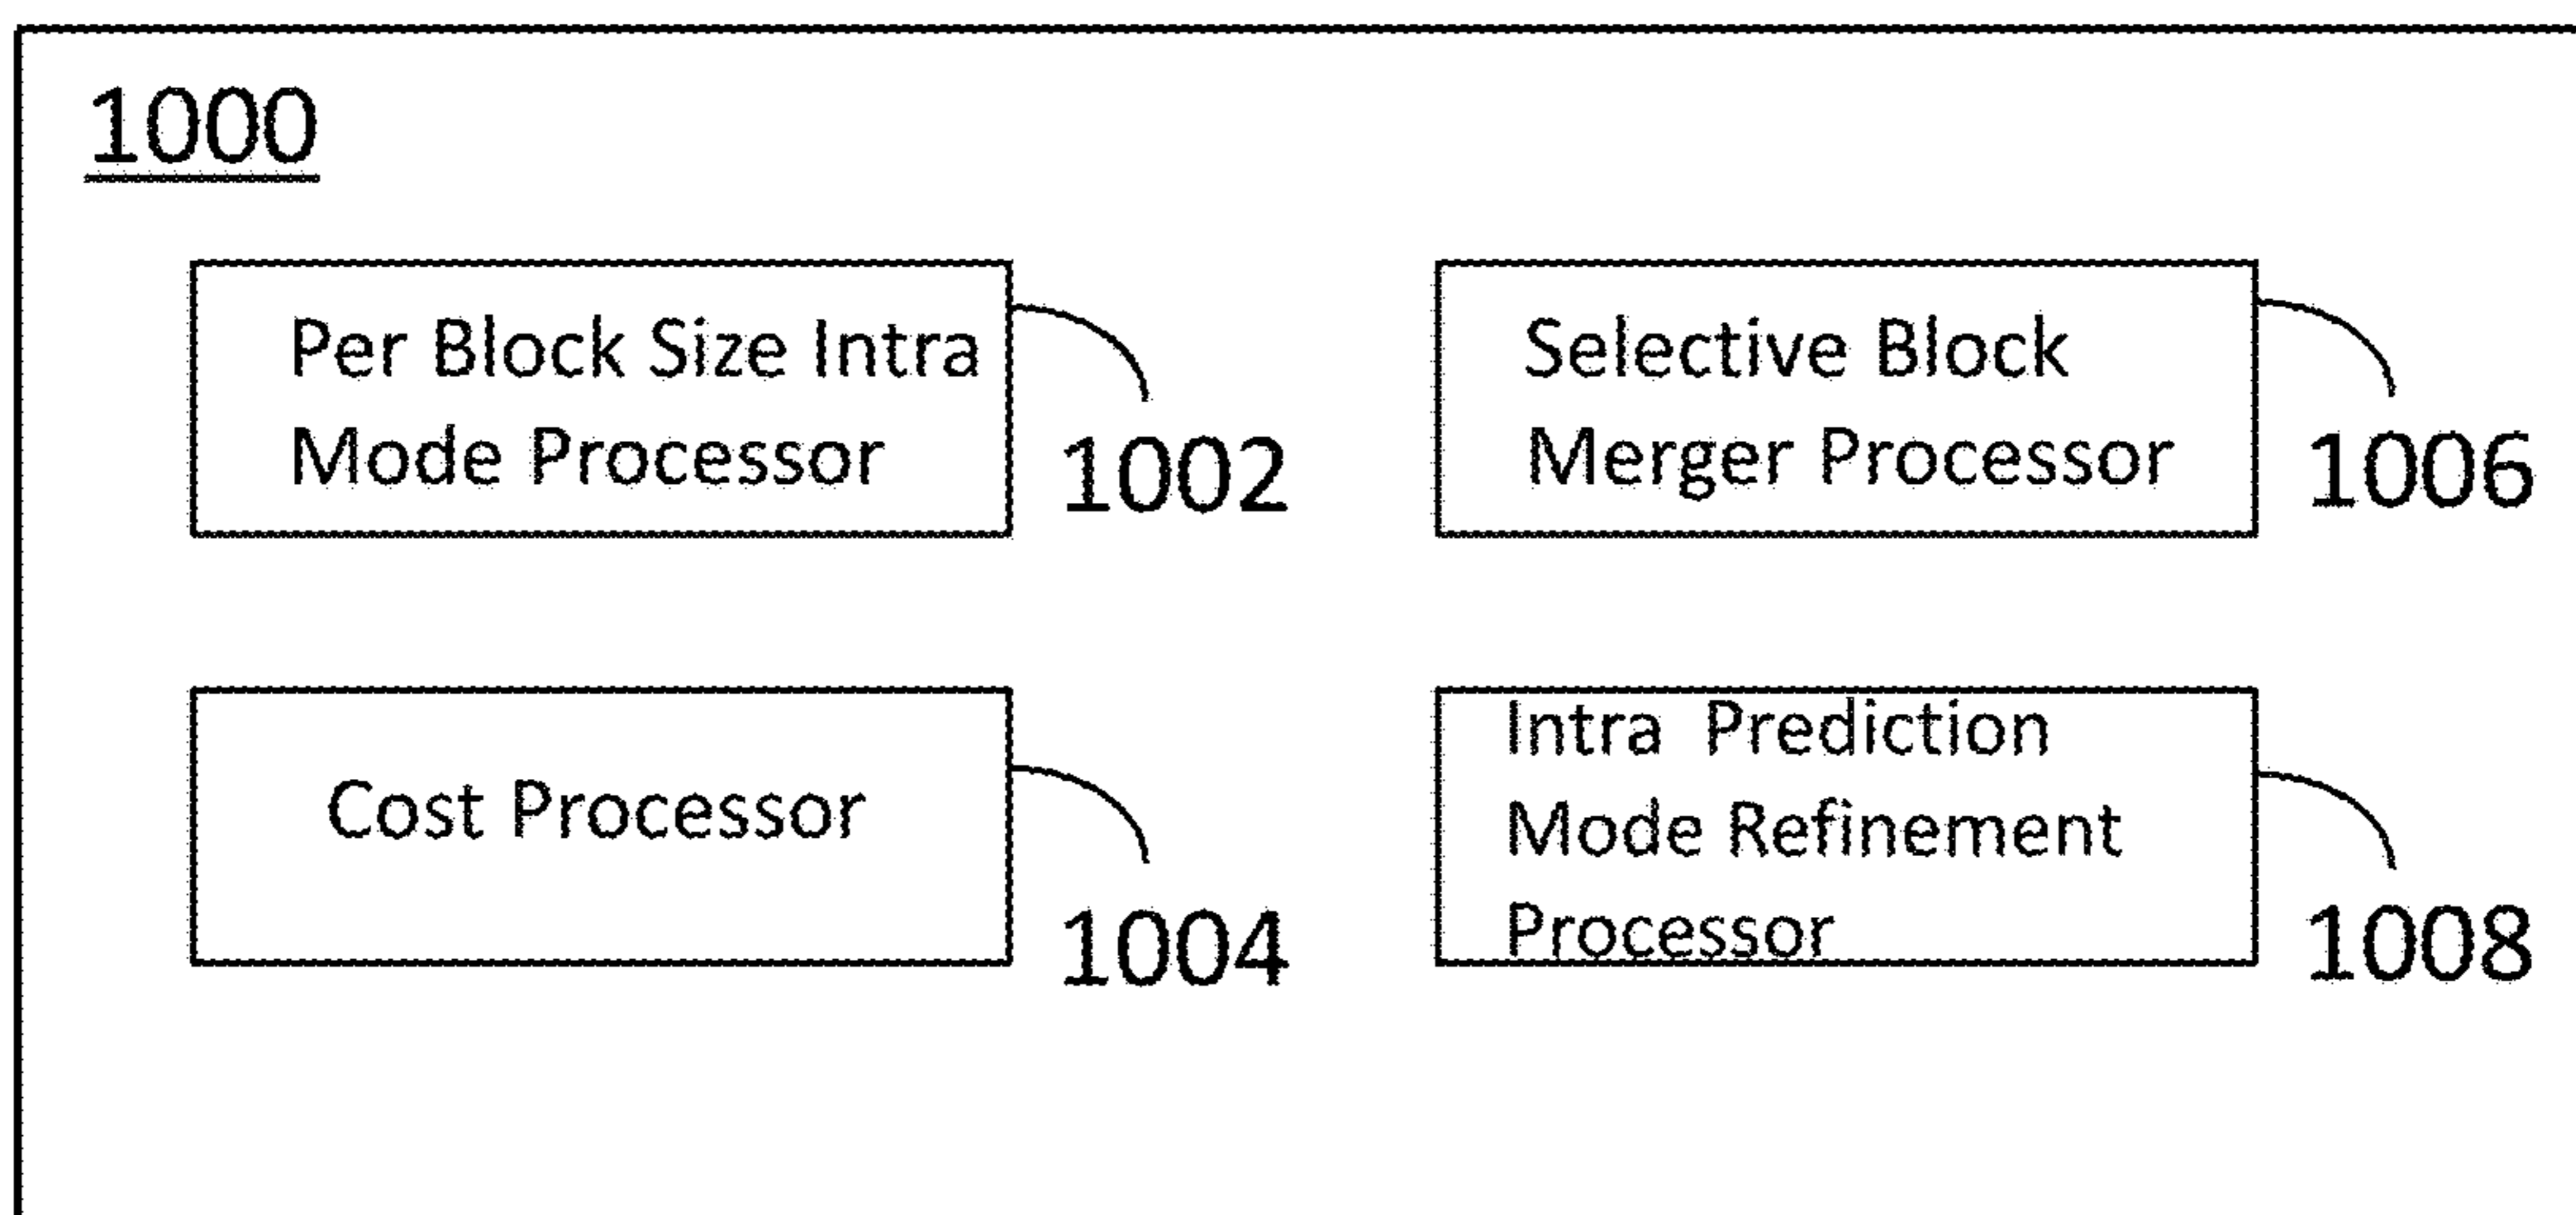 1000
Per Block Size Intra
Mode Processor
1002
Selective Block
Merger Processor
1006
Cost Processor
1004
Intra Prediction
Mode Refinement
Processor
1008